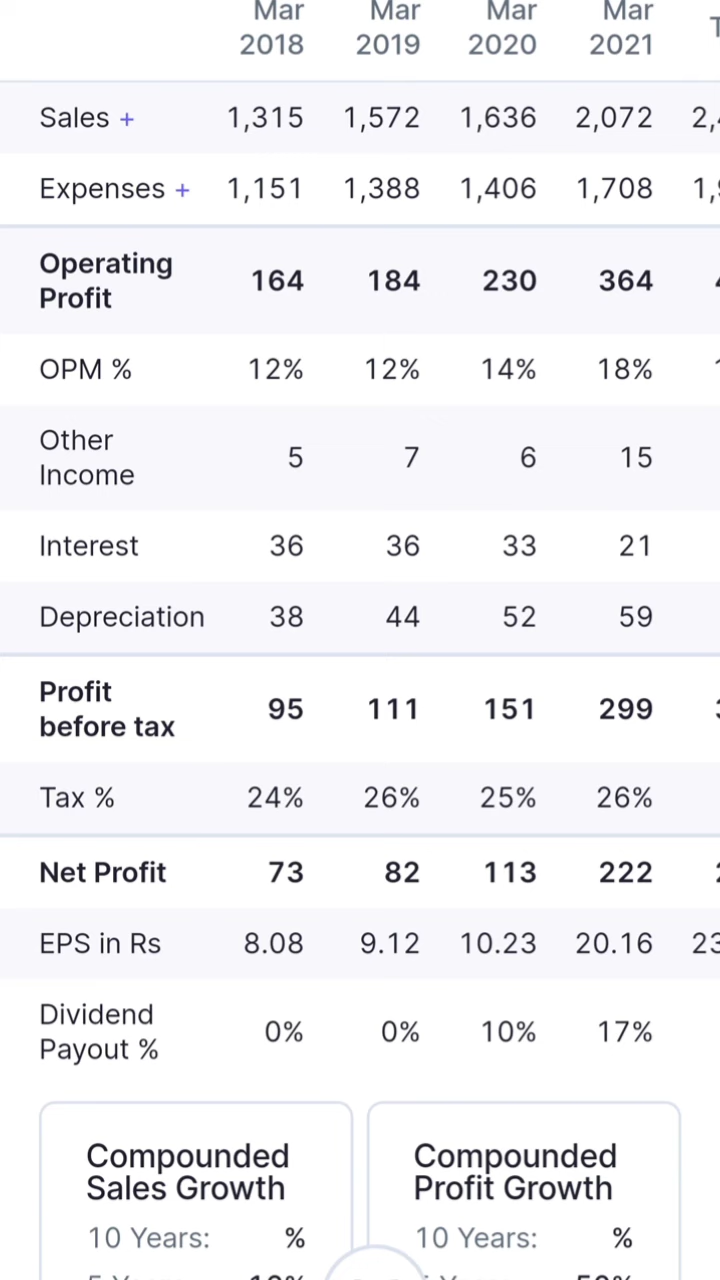 Mar Mar Mar Mar
2018 2019 2020 2021
Sales + 1,315 1,572 1,636 2,072
Expenses + 1,151 1,388 1,406 1,708
Operating
Profit 164 184 230 364
OPM % 12% 12% 14% 18%
Other
Income 5 7 6 15
Interest 36 36 33 21
Depreciation 38 44 52 59
Profit
before tax 95 111 151 299
Tax % 24% 26% 25% 26%
Net Profit 73 82 113 222
EPS in Rs 8.08 9.12 10.23 20.16
Dividend
Payout % 0% 0% 10% 17%
Compounded
Sales Growth
10 Years: %
Compounded
Profit Growth
10 Years: %